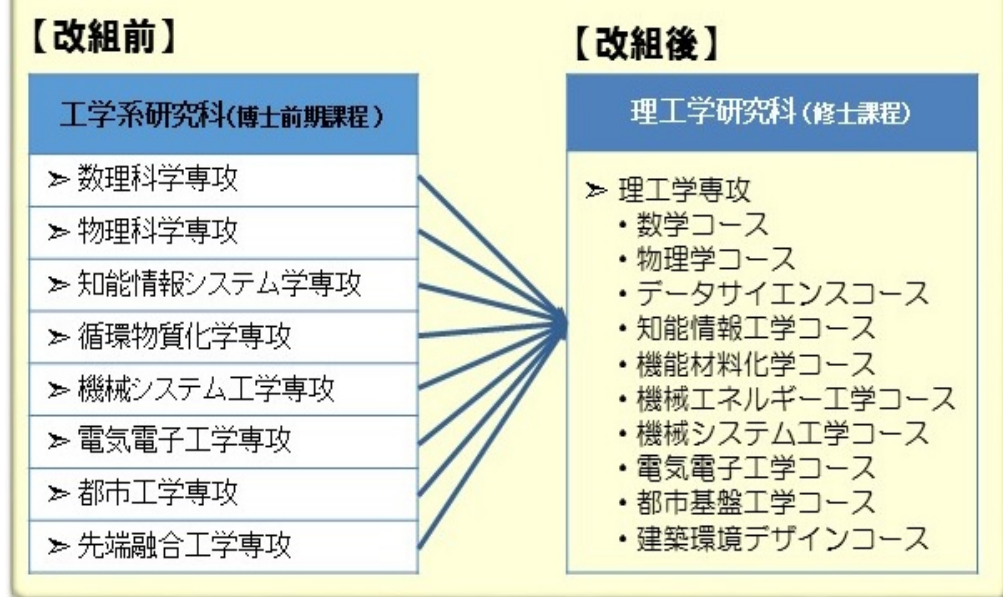 【改組前】
工学系研究科(博士前期課程)
➢ 数理科学専攻
➢ 物理科学専攻
➢ 知能情報システム学専攻
➢ 循環物質化学専攻
➢ 機械システム工学専攻
➢ 電気電子工学専攻
➢ 都市工学専攻
➢ 先端融合工学専攻
【改組後】
理工学研究科(修士課程)
➢ 理工学専攻
・数学コース
・物理学コース
・データサイエンスコース
・知能情報工学コース
・機能材料化学コース
・機械エネルギー工学コース
・機械システム工学コース
・電気電子工学コース
・都市基盤工学コース
・建築環境デザインコース